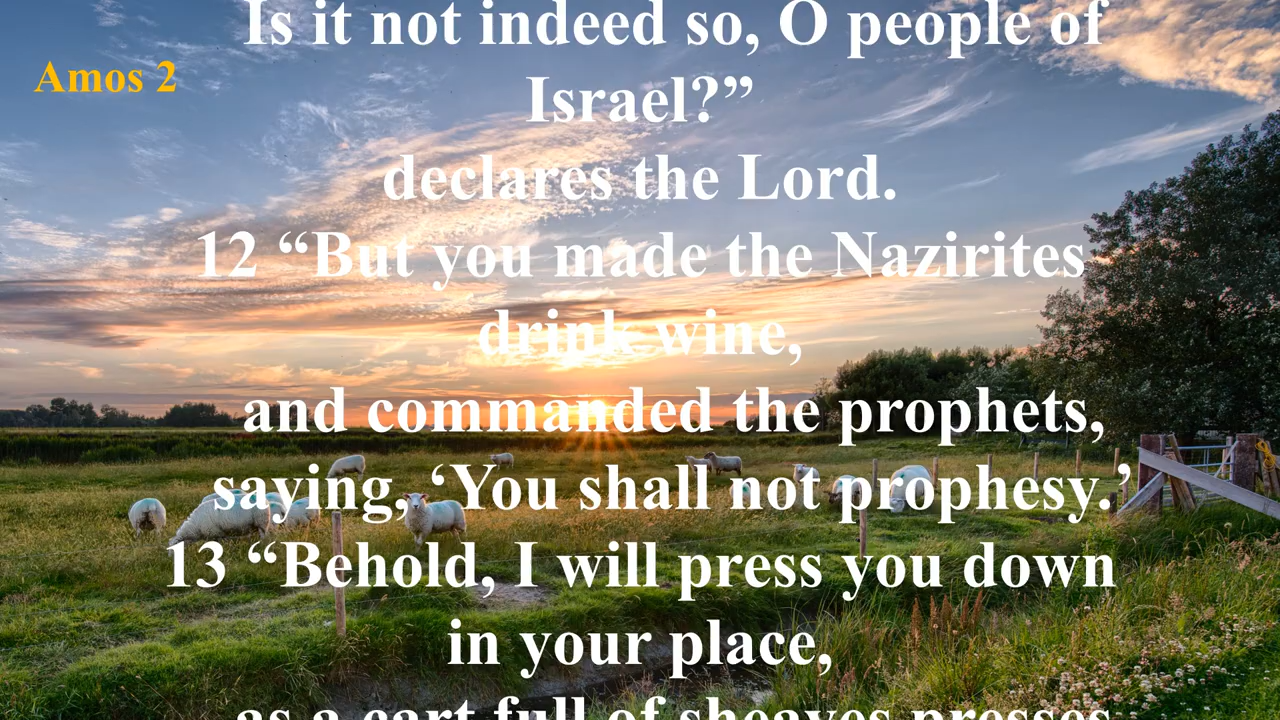 Is it not indeed so, O people of
Amos 2
Israel?”
declares the Lord.
12 “But you made the Nazirites
drink wine,
and commanded the prophets,
saying, ‘You shall not prophesy.’
13 “Behold, I will press you down
in your place,
as a cart full of sheaves presses